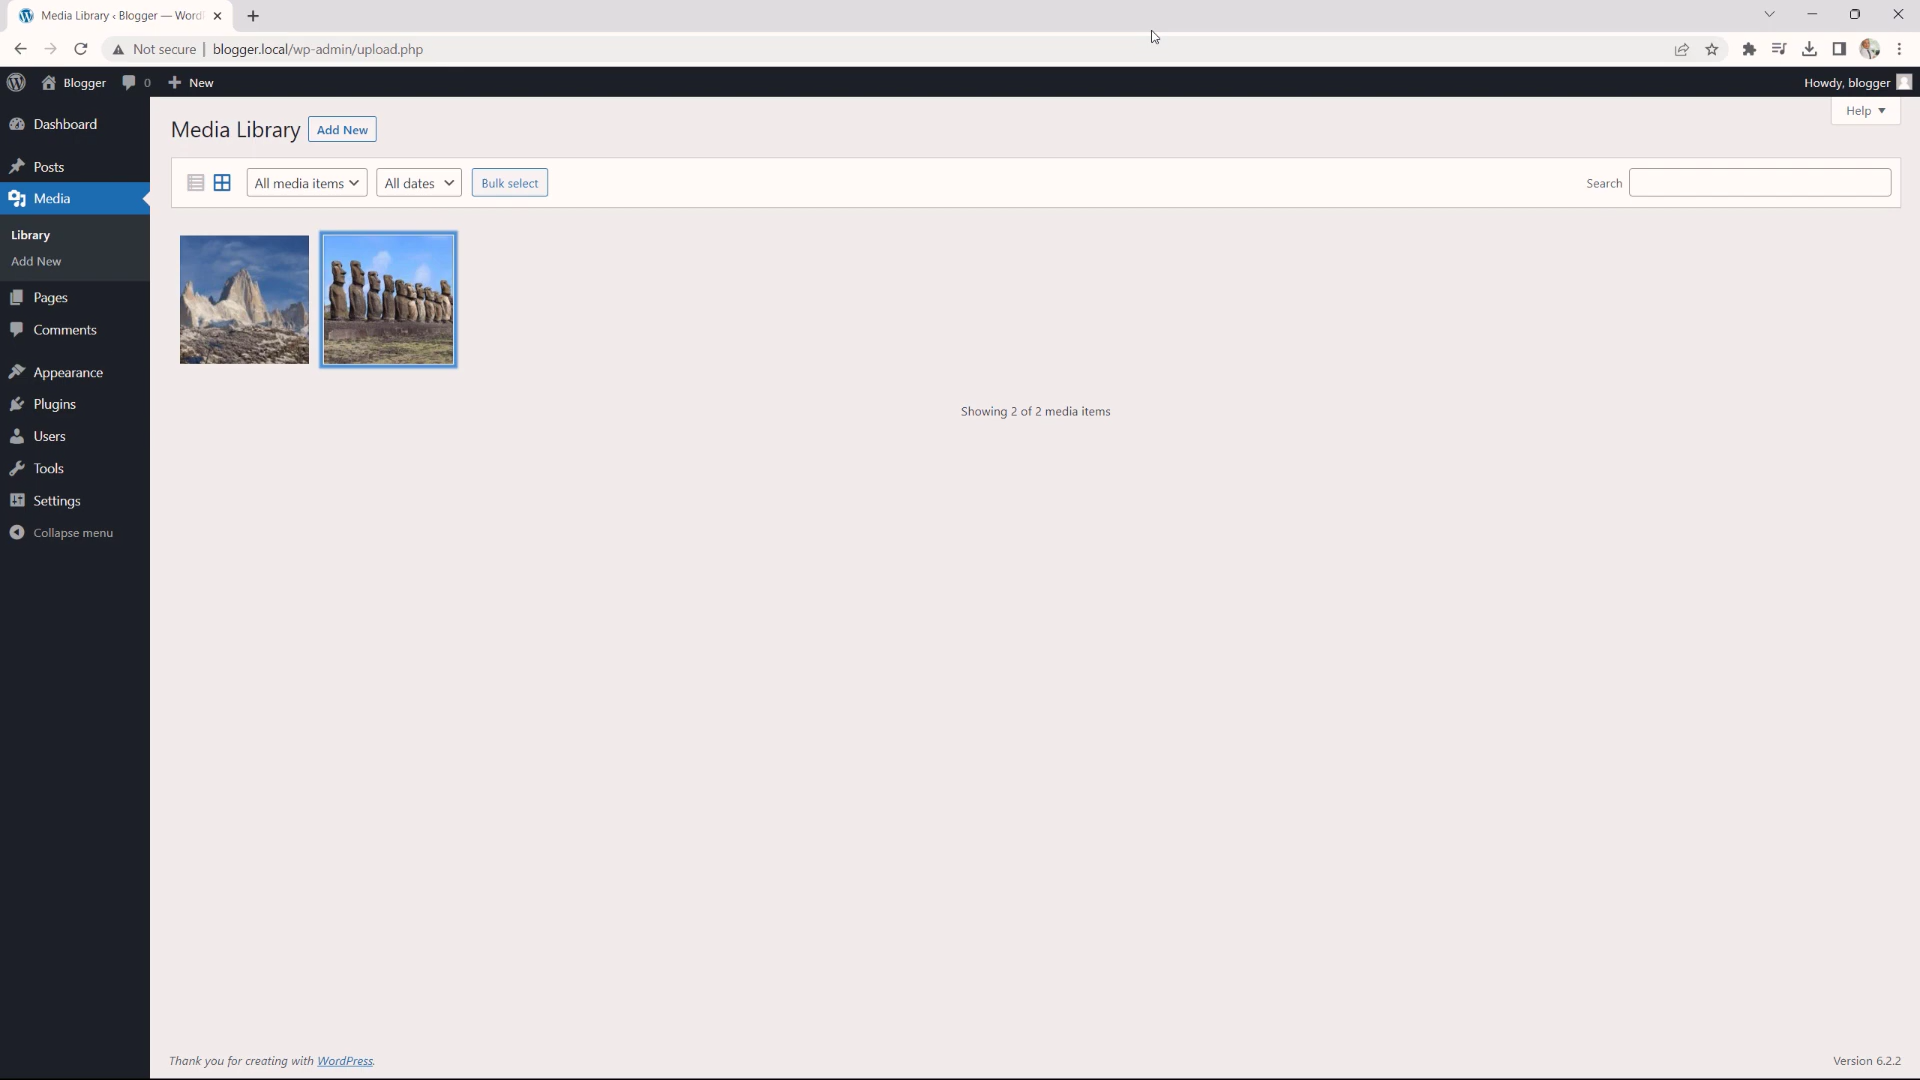 Media Library ‹ Blogger — Word
Not secure | blogger.local/wp-admin/upload.php
Blogger 0 New
Howdy, blogger
Help
Dashboard
Posts
Media
Library
Add New
Pages
Comments
Appearance
Plugins
Users
Tools
Settings
Collapse menu
Media Library Add New
All media items All dates Bulk select
Search
Showing 2 of 2 media items
Thank you for creating with WordPress.
Version 6.2.2